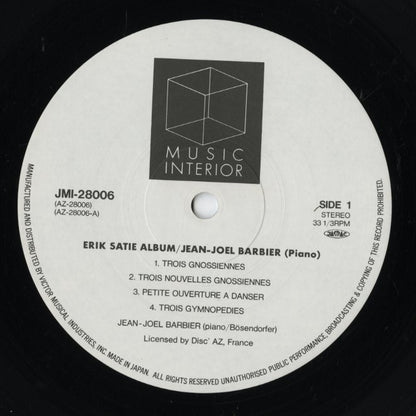 MUSIC
INTERIOR
JMI-28006
(AZ-28006)
(AZ-28006-A)
SIDE 1
STEREO
33 1/3RPM
ERIK SATIE ALBUM/JEAN-JOEL BARBIER (Piano)
1. TROIS GNOSSIENNES
2. TROIS NOUVELLES GNOSSIENNES
3. PETITE OUVERTURE A DANSER
4. TROIS GYMNOPEDIES
JEAN-JOEL BARBIER (piano/Bösendorfer)
Licensed by Disc' AZ, France
MANUFACTURED AND DISTRIBUTED BY VICTOR MUSICAL INDUSTRIES, INC. MADE IN JAPAN. ALL RIGHTS RESERVED UNAUTHORISED PUBLIC PERFORMANCE, BROADCASTING & COPYING OF THIS RECORD PROHIBITED.